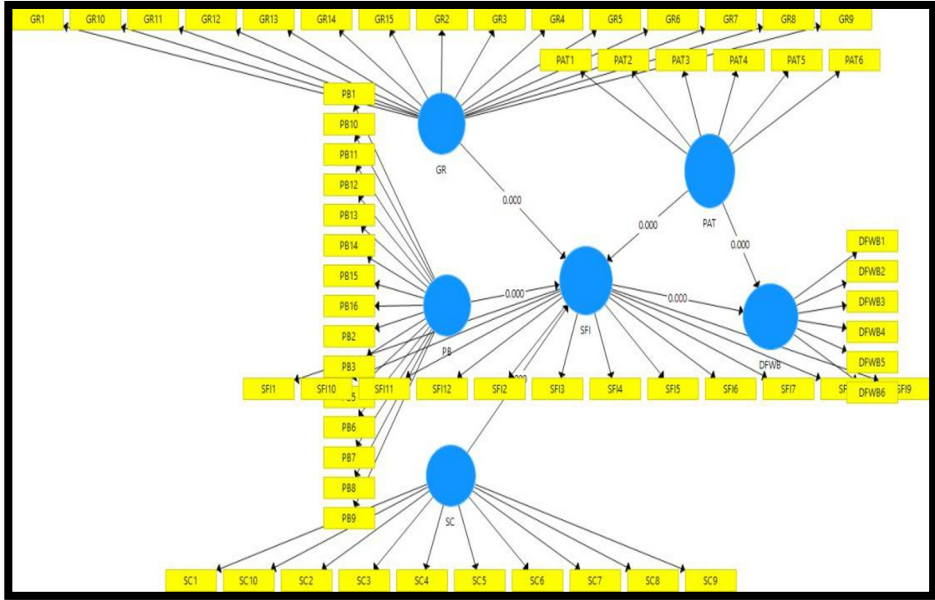 GR1 GR10 GR11 GR12 GR13 GR14 GR15 GR2 GR3 GR4 GR5 GR6 GR7 GR8 GR9
PAT1 PAT2 PAT3 PAT4 PAT5 PAT6
PB1
PB10
PB11
PB12
PB13
PB14
PB15
PB16
PB2
PB3
PB6
PB7
PB8
PB9
GR
0.000
PAT
0.000
0.000
DFWB1
DFWB2
DFWB3
DFWB4
DFWB5
DFWB6
0.000
0.000
SFI
PB
DFWB
SFI1 SFI10 SFI11 SFI12 SFI2 SFI3 SFI4 SFI5 SFI6 SFI7 SFI9
SC
SC1 SC10 SC2 SC3 SC4 SC5 SC6 SC7 SC8 SC9